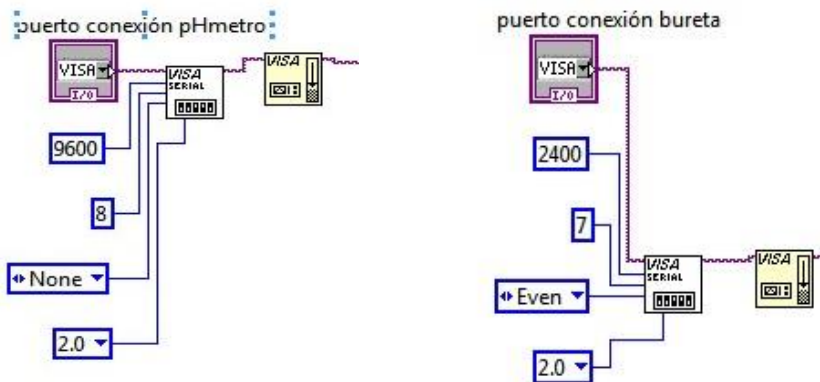 puerto conexión pHmetro
VISA
I/O
VISA
SERIAL
VISA
9600
8
None
2.0
puerto conexión bureta
VISA
I/O
2400
7
VISA
SERIAL
VISA
Even
2.0